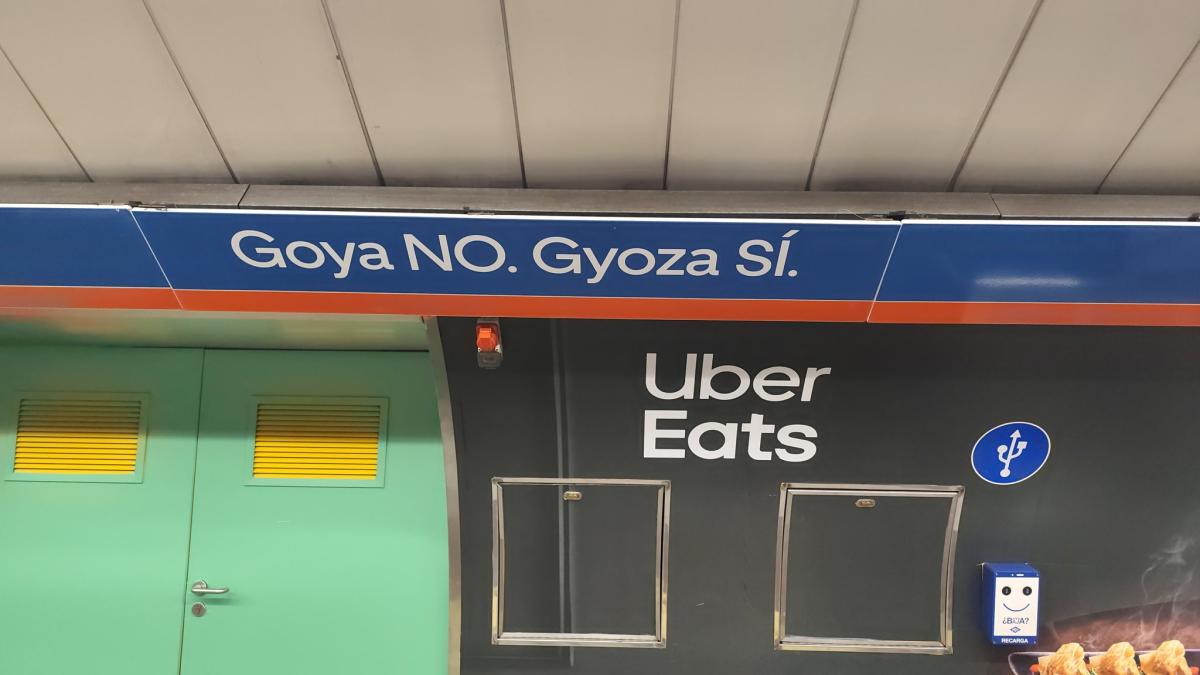 Goya NO. Gyoza SÍ.
Uber
Eats
RECARGA